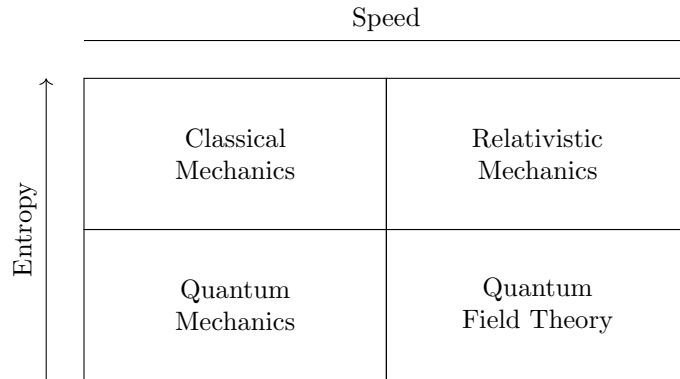 Speed
Entropy
Classical
Mechanics
Relativistic
Mechanics
Quantum
Mechanics
Quantum
Field Theory